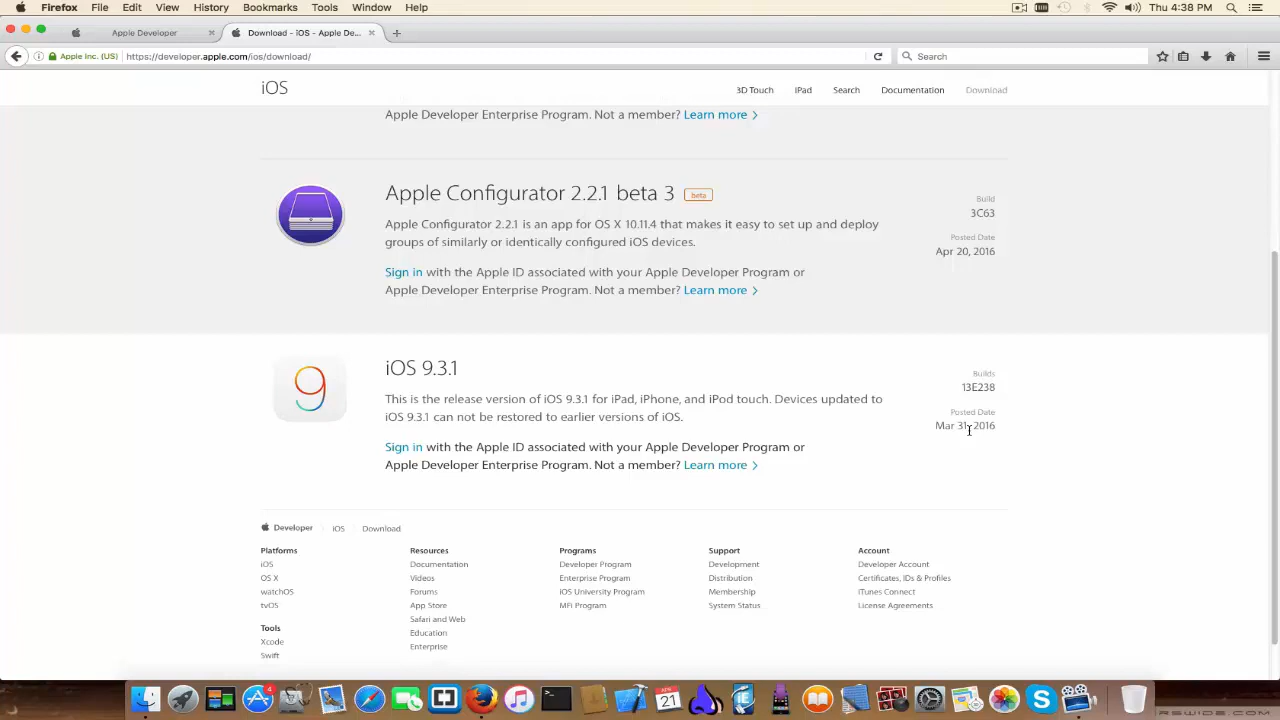 Firefox File Edit View History Bookmarks Tools Window Help Thu 4:38 PM
Apple Developer
Download - iOS - Apple De...
Apple Inc. (US) https://developer.apple.com/ios/download/ Search
iOS 3D Touch iPad Search Documentation Download
Apple Developer Enterprise Program. Not a member? Learn more >
Apple Configurator 2.2.1 beta 3 beta
Build
3C63
Apple Configurator 2.2.1 is an app for OS X 10.11.4 that makes it easy to set up and deploy
groups of similarly or identically configured iOS devices.
Posted Date
Apr 20, 2016
Sign in with the Apple ID associated with your Apple Developer Program or
Apple Developer Enterprise Program. Not a member? Learn more >
9
iOS 9.3.1
Builds
13E238
This is the release version of iOS 9.3.1 for iPad, iPhone, and iPod touch. Devices updated to
iOS 9.3.1 can not be restored to earlier versions of iOS.
Posted Date
Mar 31, 2016
Sign in with the Apple ID associated with your Apple Developer Program or
Apple Developer Enterprise Program. Not a member? Learn more >
Developer iOS Download
Platforms
iOS
OS X
watchOS
tvOS
Tools
Xcode
Swift
Resources
Documentation
Videos
Forums
App Store
Safari and Web
Education
Enterprise
Programs
Developer Program
Enterprise Program
iOS University Program
MFi Program
Support
Development
Distribution
Membership
System Status
Account
Developer Account
Certificates, IDs & Profiles
iTunes Connect
License Agreements
4
21